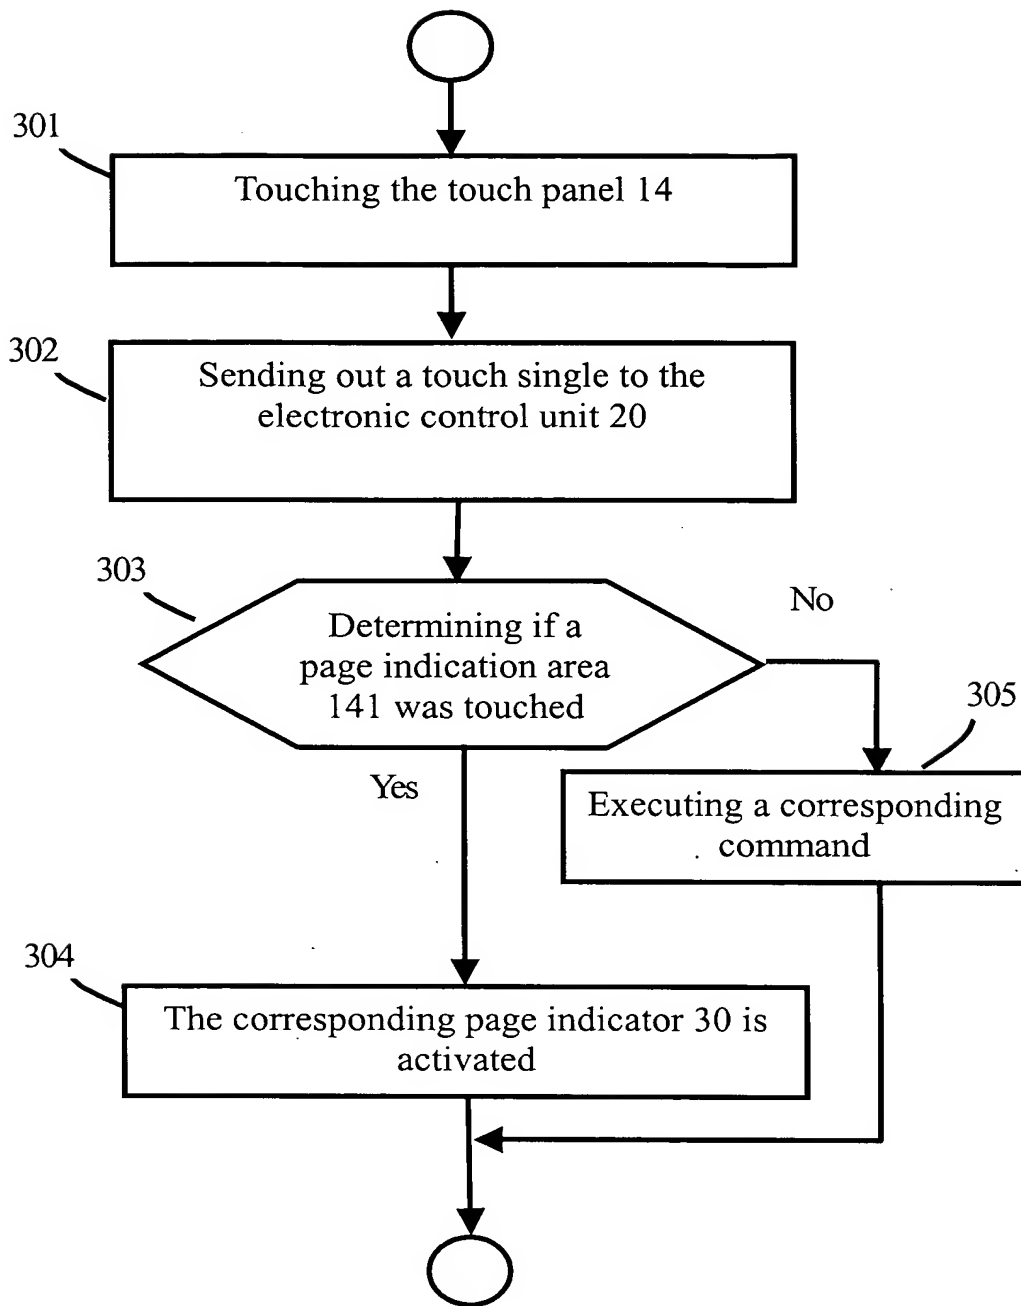 301
Touching the touch panel 14
302
Sending out a touch single to the
electronic control unit 20
303
Determining if a
page indication area
141 was touched
No
305
Yes
Executing a corresponding
command
304
The corresponding page indicator 30 is
activated